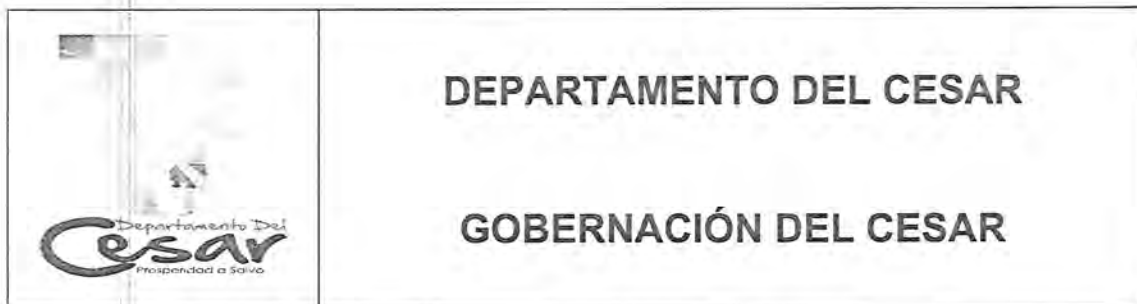 Departamento Del
Cesar
Prosperidad a Salvo
DEPARTAMENTO DEL CESAR
GOBERNACIÓN DEL CESAR